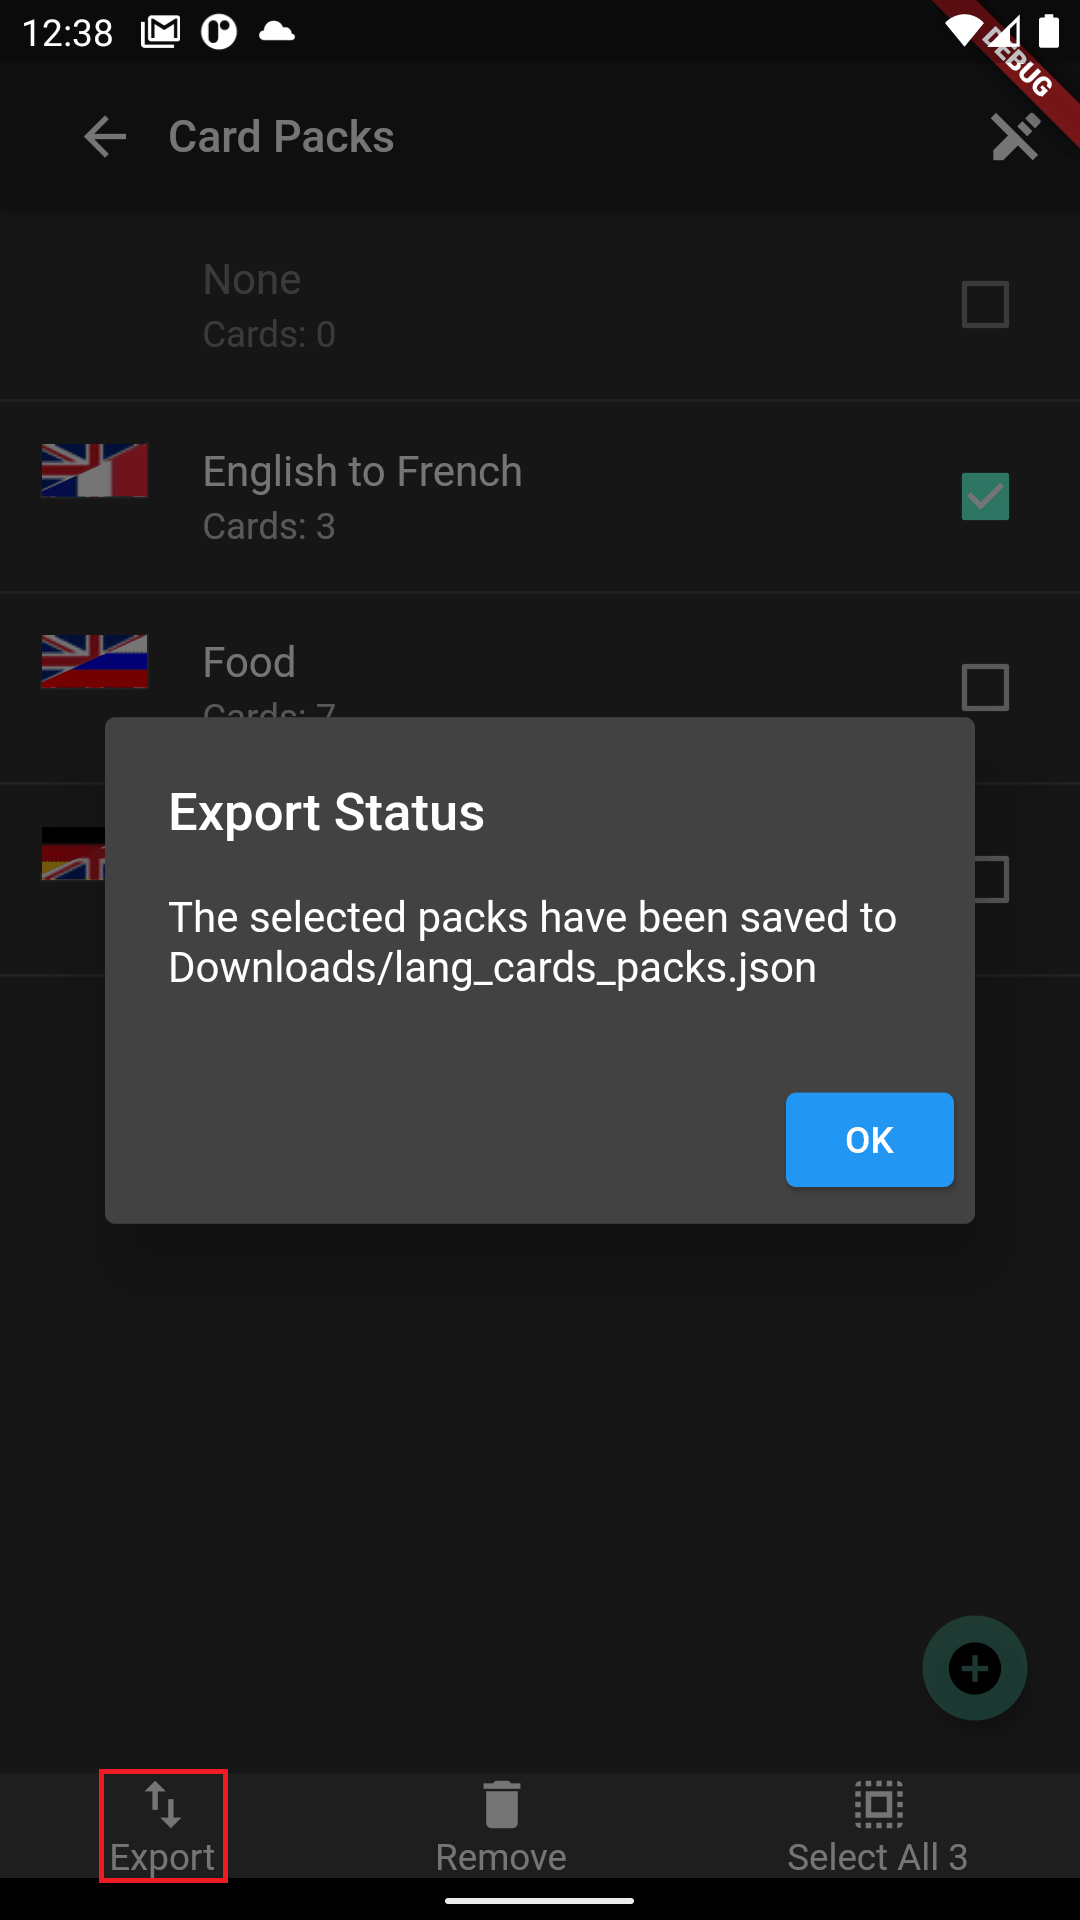 12:38
DEBUG
Card Packs
None
Cards: 0
English to French
Cards: 3
Food
Cards: 7
Export Status
The selected packs have been saved to
Downloads/lang_cards_packs.json
OK
Export
Remove
Select All 3